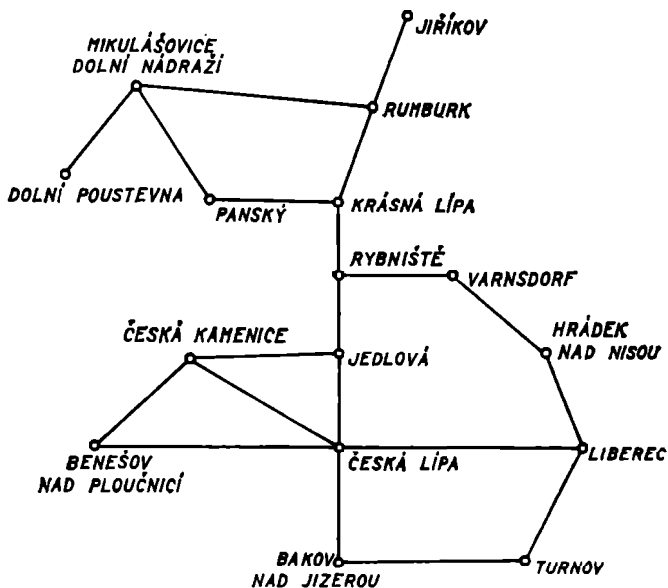 JIŘÍKOV
MIKULÁŠOVICE
DOLNÍ NÁDRAŽÍ
RUMBURK
DOLNÍ POUSTEVNA
PANSKÝ
KRÁSNÁ LÍPA
RYBNIŠTĚ
VARNSDORF
HRÁDEK
NAD NISOU
ČESKÁ KAMENICE
JEDLOVÁ
BENEŠOV
NAD PLOUČNICÍ
ČESKÁ LÍPA
LIBEREC
BAKOV
NAD JIZEROU
TURNOV